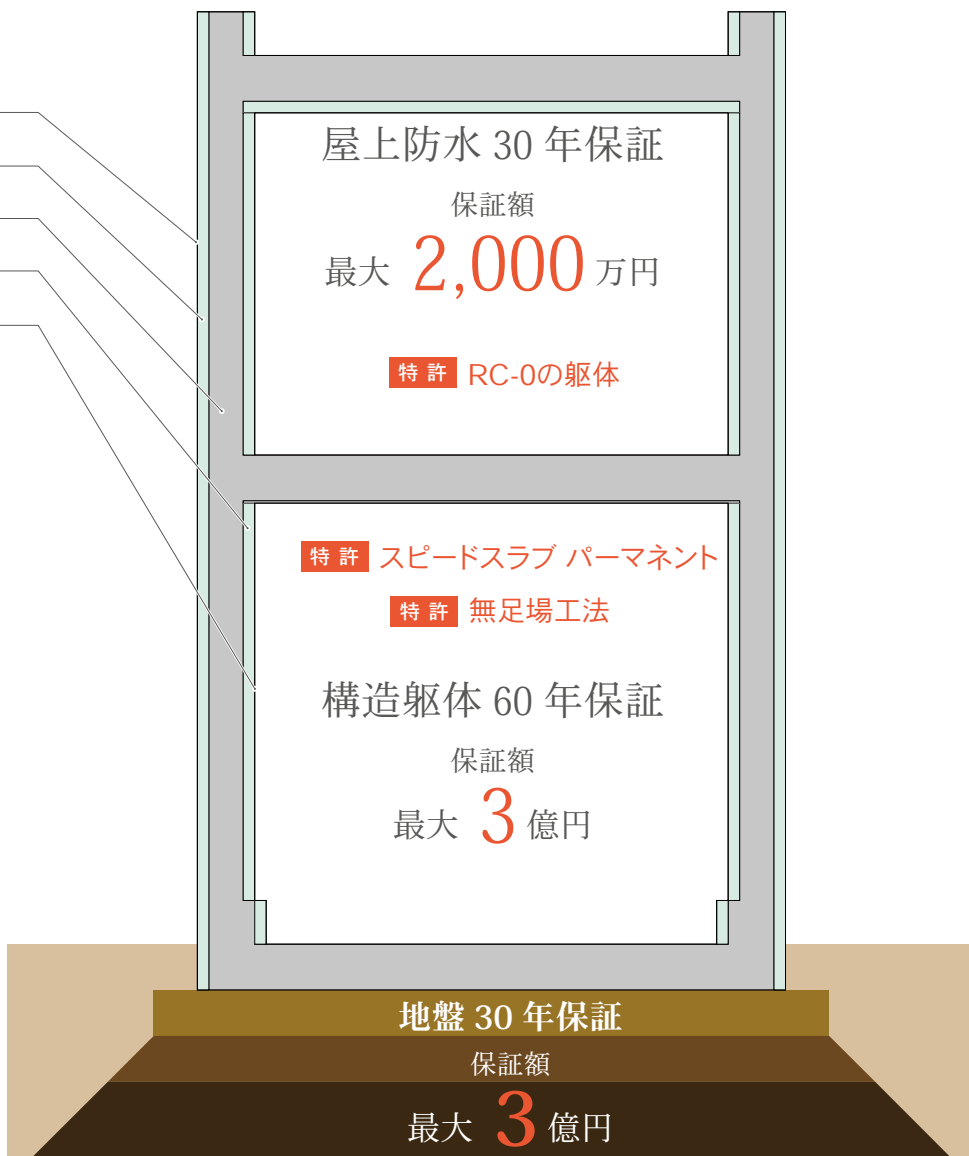 屋上防水 30 年保証
保証額
最大 2,000 万円
特許 RC-0の躯体
特許 スピードスラブ パーマネント
特許 無足場工法
構造躯体 60 年保証
保証額
最大 3 億円
地盤 30 年保証
保証額
最大 3 億円